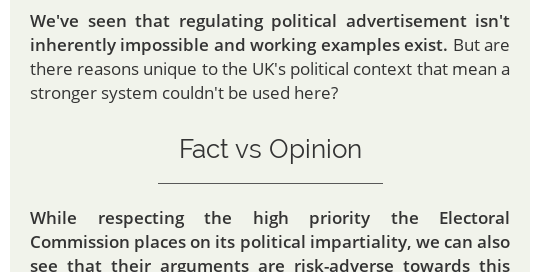 We've seen that regulating political advertisement isn't
inherently impossible and working examples exist. But are
there reasons unique to the UK's political context that mean a
stronger system couldn't be used here?
Fact vs Opinion
While respecting the high priority the Electoral
Commission places on its political impartiality, we can also
see that their arguments are risk-adverse towards this